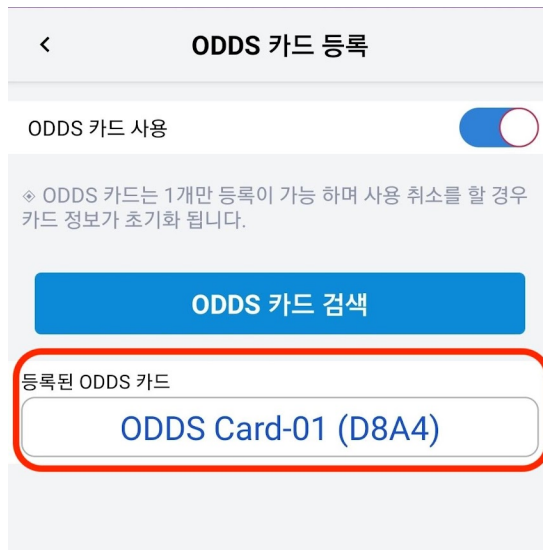 ODDS 카드 등록
ODDS 카드 사용
◈ ODDS 카드는 1개만 등록이 가능 하며 사용 취소를 할 경우
카드 정보가 초기화 됩니다.
ODDS 카드 검색
등록된 ODDS 카드
ODDS Card-01 (D8A4)